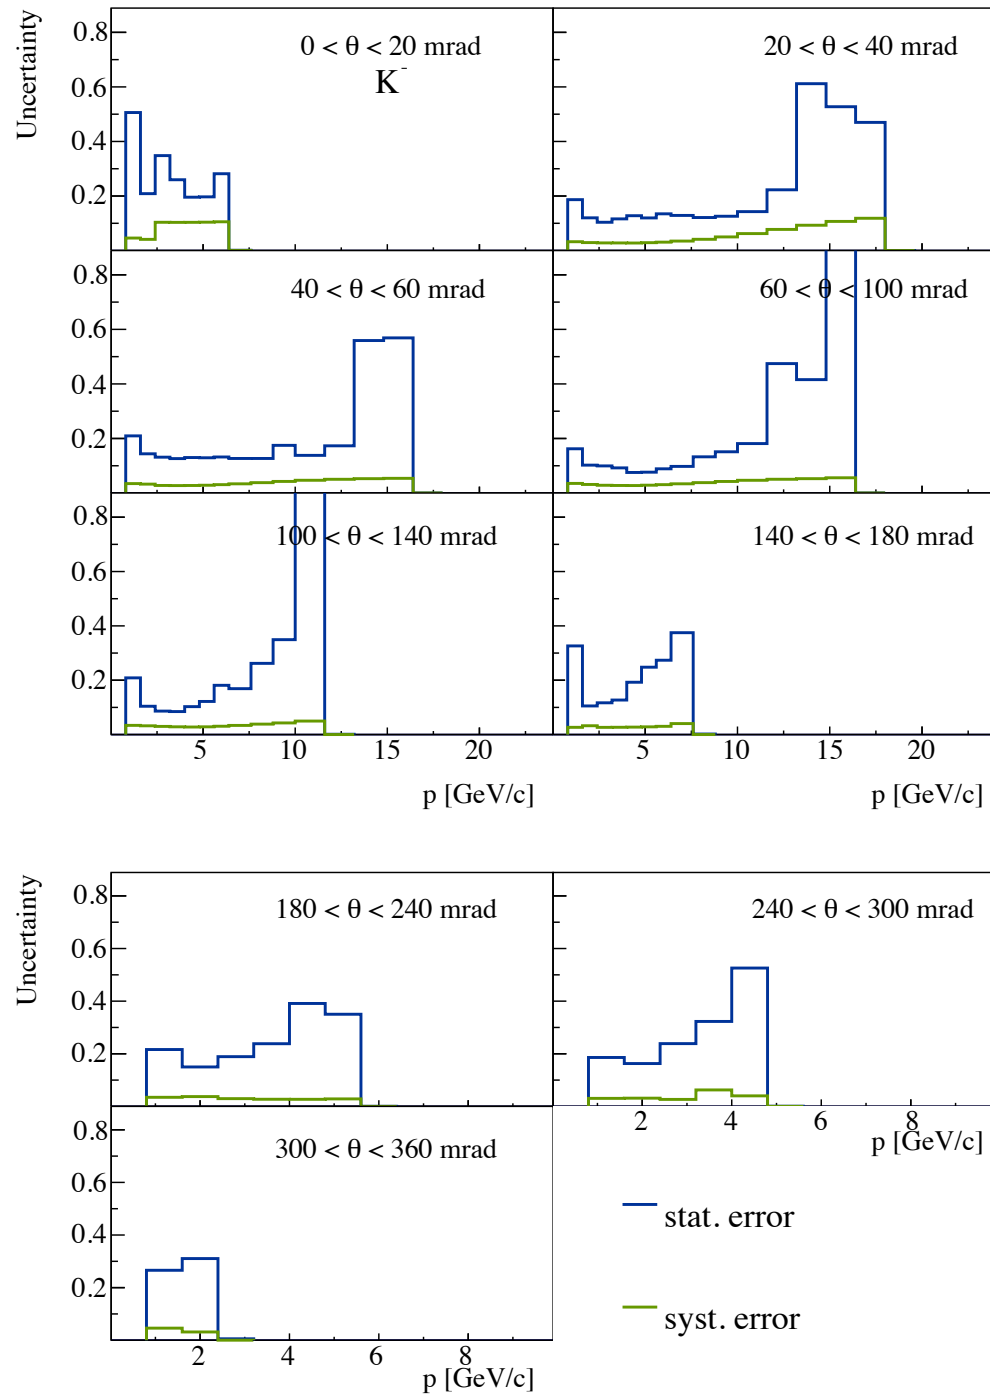 Uncertainty
0.8
0.6
0.4
0.2
0 < θ < 20 mrad
K-
20 < θ < 40 mrad
0.8
0.6
0.4
0.2
40 < θ < 60 mrad
60 < θ < 100 mrad
0.8
0.6
0.4
0.2
100 < θ < 140 mrad
140 < θ < 180 mrad
5 10 15 20
5 10 15 20
p [GeV/c]
p [GeV/c]
Uncertainty
0.8
0.6
0.4
0.2
180 < θ < 240 mrad
240 < θ < 300 mrad
2 4 6 8
p [GeV/c]
0.8
0.6
0.4
0.2
300 < θ < 360 mrad
2 4 6 8
p [GeV/c]
stat. error
syst. error